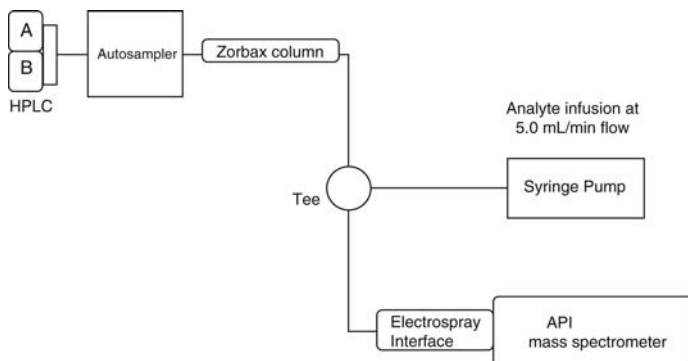 A
B
HPLC
Autosampler
Zorbax column
Analyte infusion at
5.0 mL/min flow
Syringe Pump
Tee
Electrospray
Interface
API
mass spectrometer